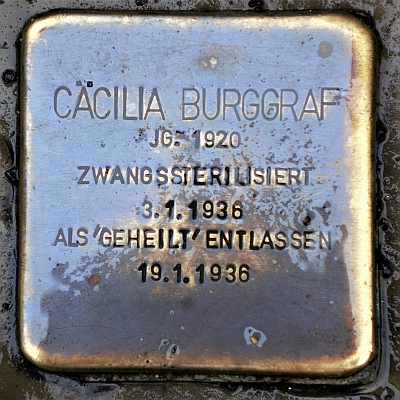 CÄCILIA BURGGRAF
JG. 1920
ZWANGSSTERILISIERT
3.1.1936
ALS 'GEHEILT' ENTLASSEN
19.1.1936